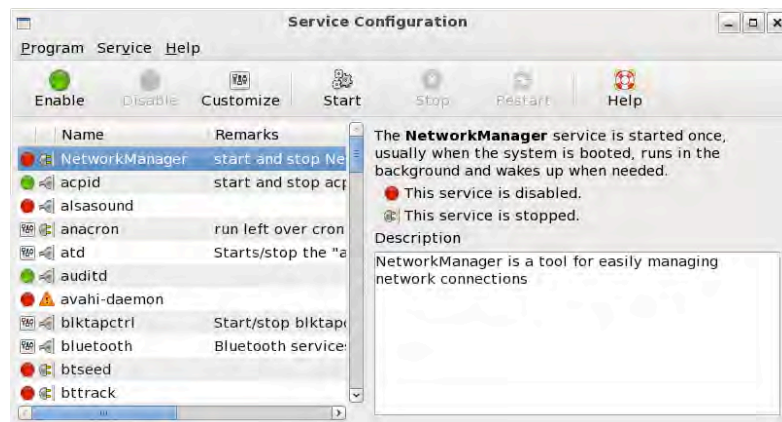 Service Configuration
Program Service Help
Enable Disable Customize Start Stop Restart Help
Name Remarks
NetworkManager start and stop Ne
acpid start and stop acp
alsasound
anacron run left over cron
atd Starts/stop the "a
auditd
avahi-daemon
blktapctrl Start/stop blktapc
bluetooth Bluetooth services
btseed
bttrack
The NetworkManager service is started once,
usually when the system is booted, runs in the
background and wakes up when needed.
This service is disabled.
This service is stopped.
Description
NetworkManager is a tool for easily managing
network connections